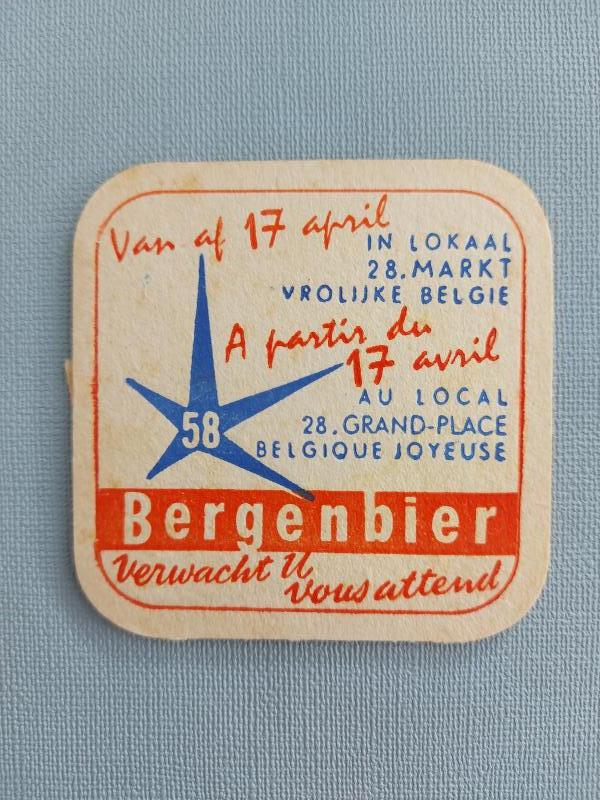 Van af 17 april
IN LOKAAL
28. MARKT
VROLIJKE BELGIE
A partir du
17 avril
AU LOCAL
28. GRAND-PLACE
BELGIQUE JOYEUSE
58
Bergenbier
Verwacht U
Vous attend